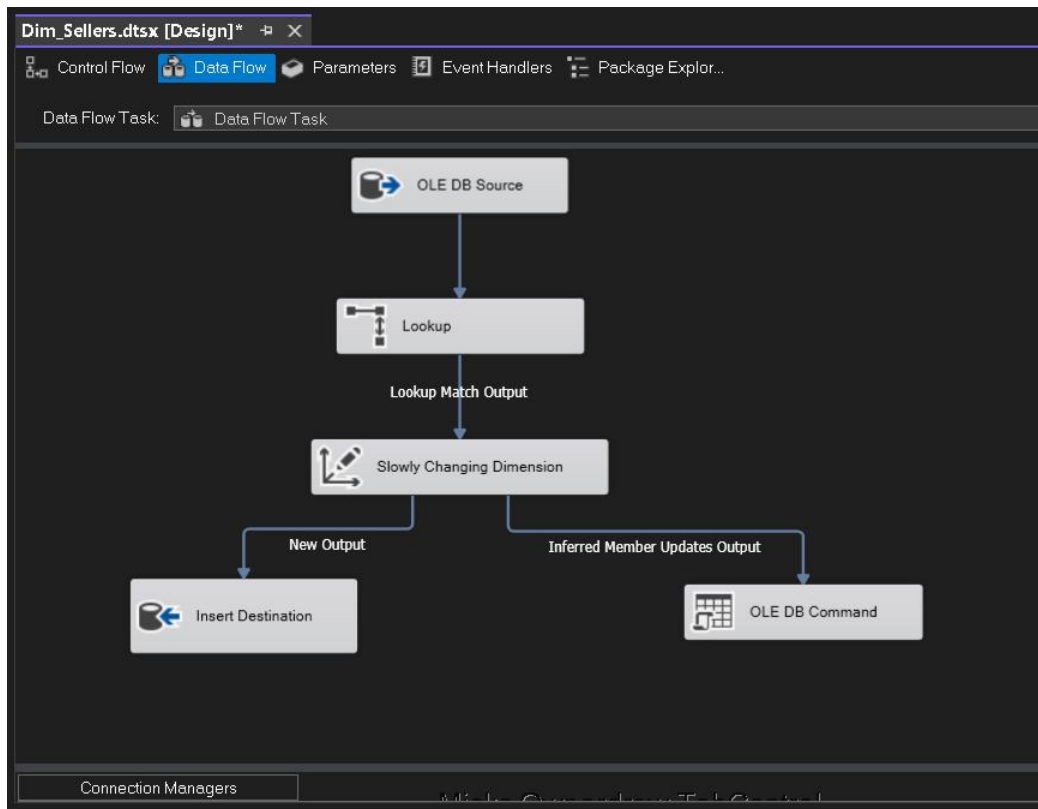 Dim_Sellers.dtsx [Design]*
Control Flow Data Flow Parameters Event Handlers Package Explor...
Data Flow Task: Data Flow Task
OLE DB Source
Lookup
Lookup Match Output
Slowly Changing Dimension
New Output
Inferred Member Updates Output
Insert Destination
OLE DB Command
Connection Managers